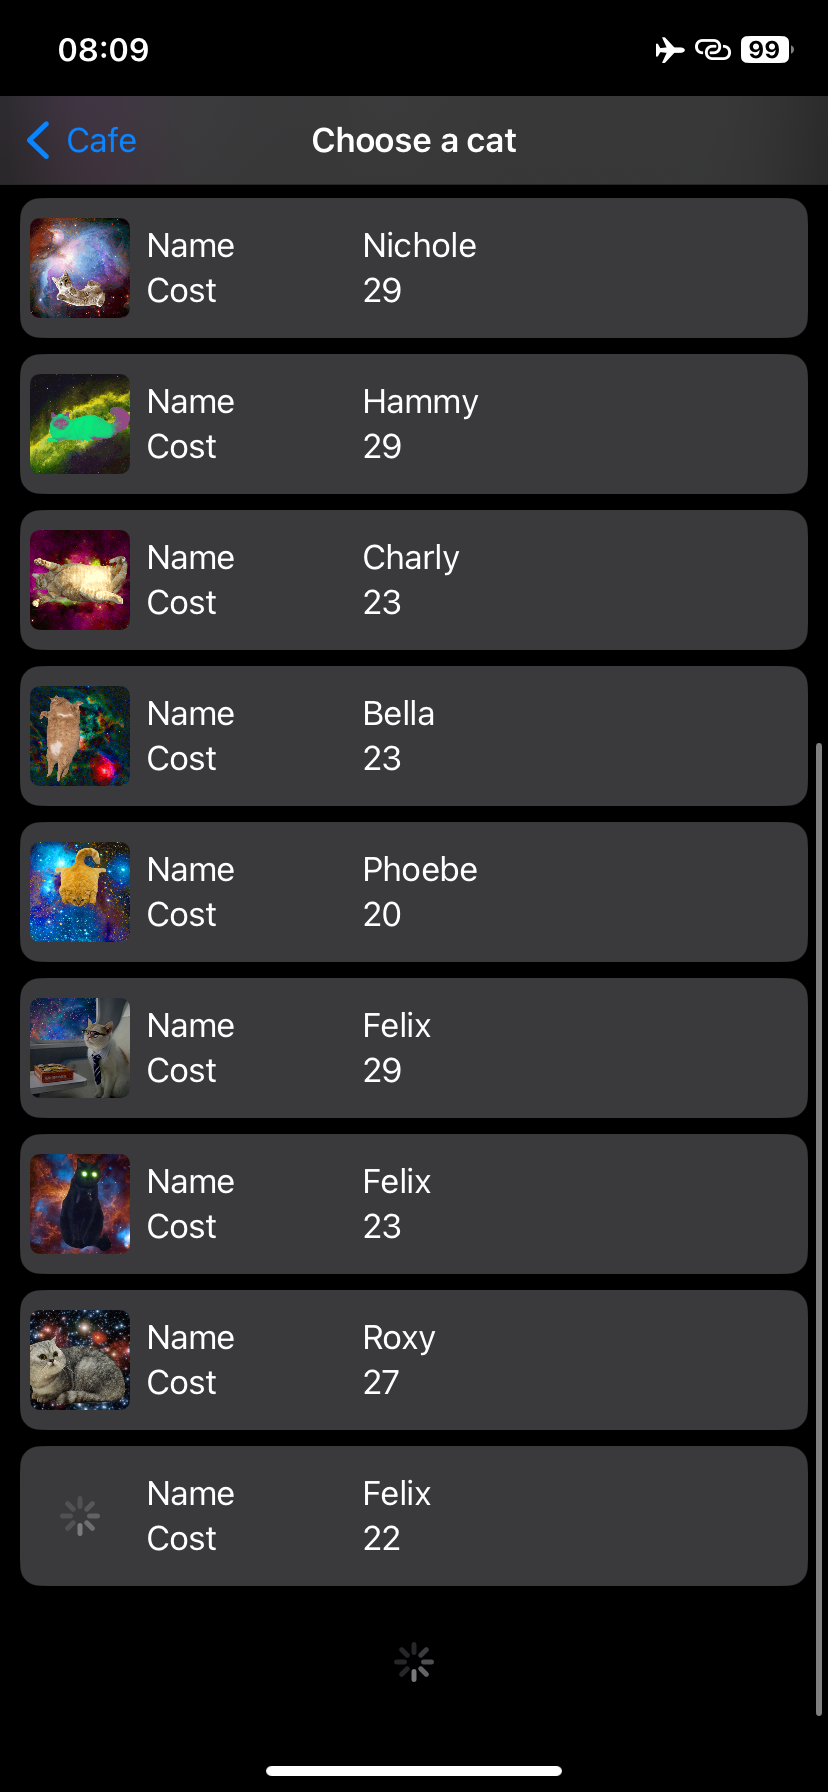 08:09
99
Cafe
Choose a cat
Name Nichole
Cost 29
Name Hammy
Cost 29
Name Charly
Cost 23
Name Bella
Cost 23
Name Phoebe
Cost 20
Name Felix
Cost 29
Name Felix
Cost 23
Name Roxy
Cost 27
Name Felix
Cost 22